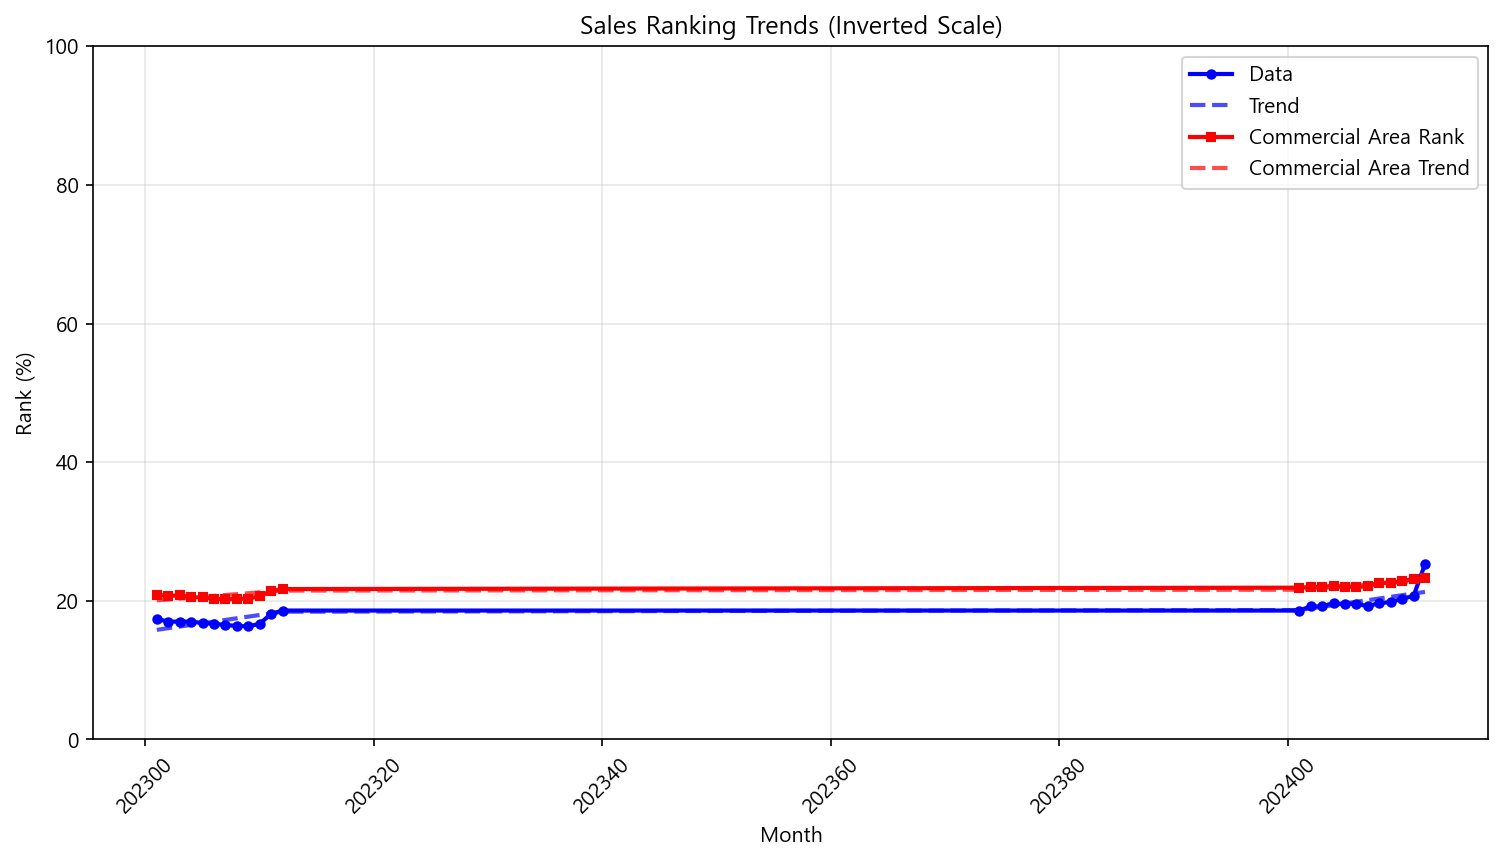 Sales Ranking Trends (Inverted Scale)
Data
Trend
Commercial Area Rank
Commercial Area Trend
Rank (%)
100
80
60
40
20
0
202300
202320
202340
202360
202380
202400
Month